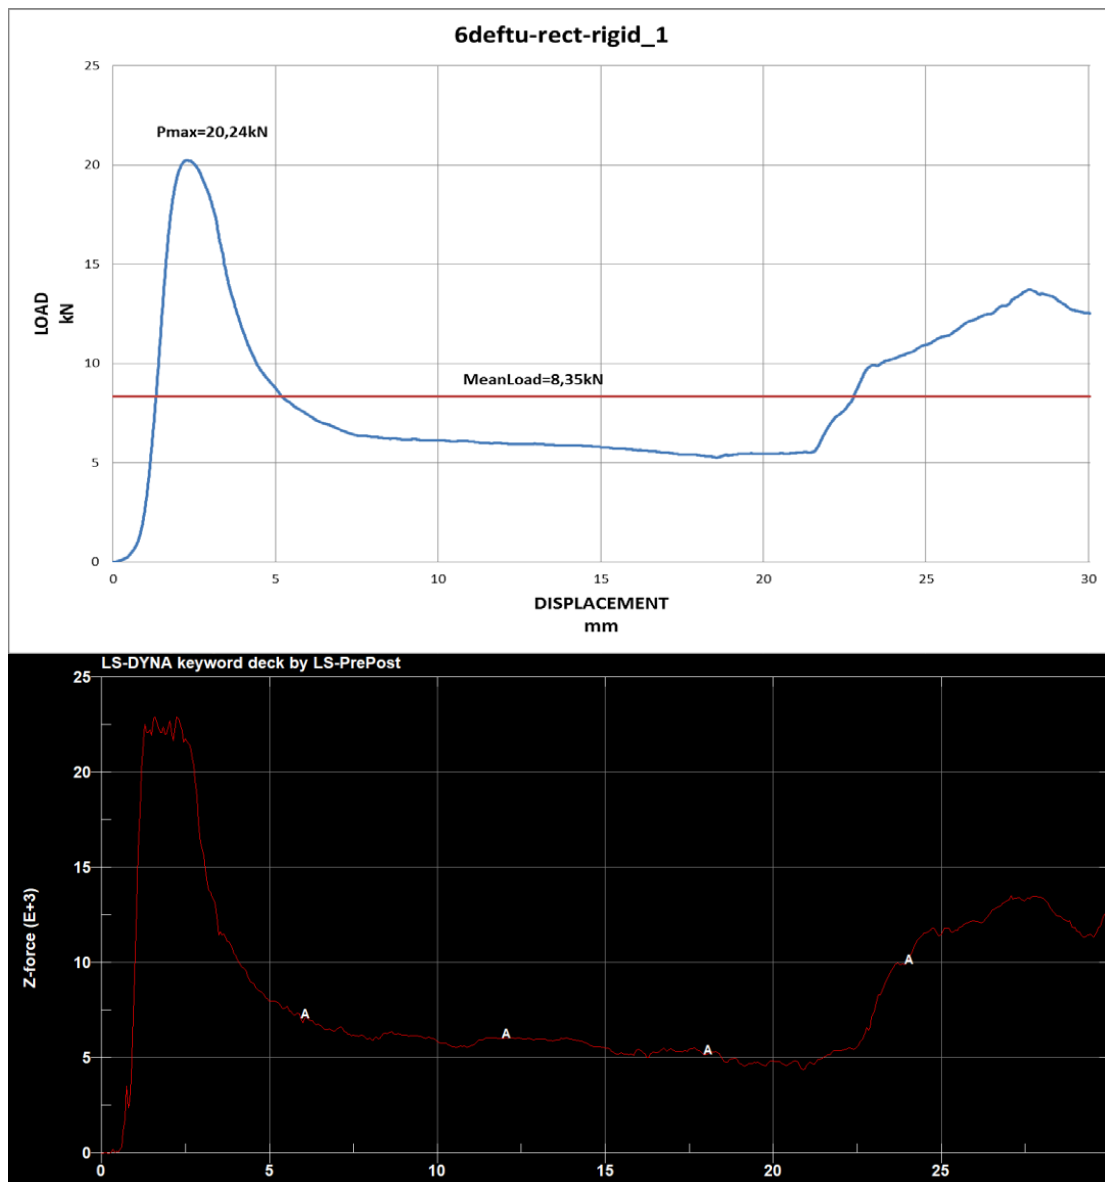 6deftu-rect-rigid_1
25
Pmax=20,24kN
20
15
LOAD
kN
10
MeanLoad=8,35kN
5
0
0 5 10 15 20 25 30
DISPLACEMENT
mm
LS-DYNA keyword deck by LS-PrePost
25
20
15
Z-force (E+3)
10
A
A
A
A
5
0
0 5 10 15 20 25